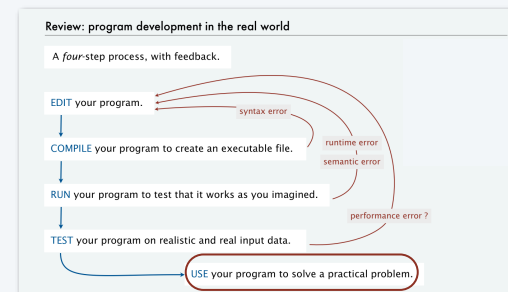 Review: program development in the real world
A four-step process, with feedback.
EDIT your program.
syntax error
COMPILE your program to create an executable file.
runtime error
semantic error
RUN your program to test that it works as you imagined.
performance error ?
TEST your program on realistic and real input data.
USE your program to solve a practical problem.